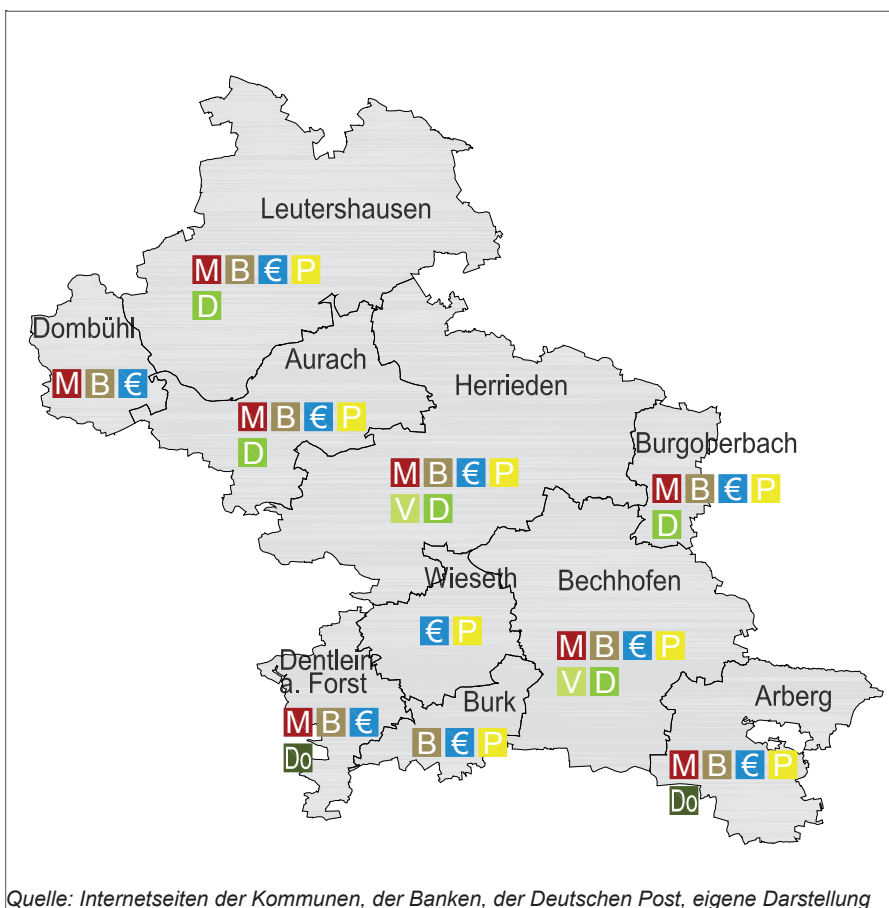 Leutershausen
M B € P
D
Dombühl
M B €
Aurach
M B € P
D
Herrieden
M B € P
V D
Burgoberbach
M B € P
D
Wieseth
€ P
Bechhofen
M B € P
V D
Dentlein
a. Forst
M B €
Do
Burk
B € P
Arberg
M B € P
Do
Quelle: Internetseiten der Kommunen, der Banken, der Deutschen Post, eigene Darstellung